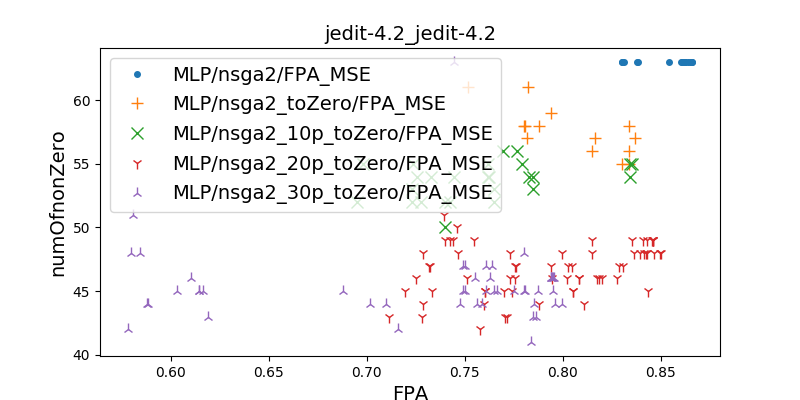 jedit-4.2_jedit-4.2
MLP/nsga2/FPA_MSE
MLP/nsga2_toZero/FPA_MSE
MLP/nsga2_10p_toZero/FPA_MSE
MLP/nsga2_20p_toZero/FPA_MSE
MLP/nsga2_30p_toZero/FPA_MSE
numOfnonZero
60
55
50
45
40
0.60 0.65 0.70 0.75 0.80 0.85
FPA